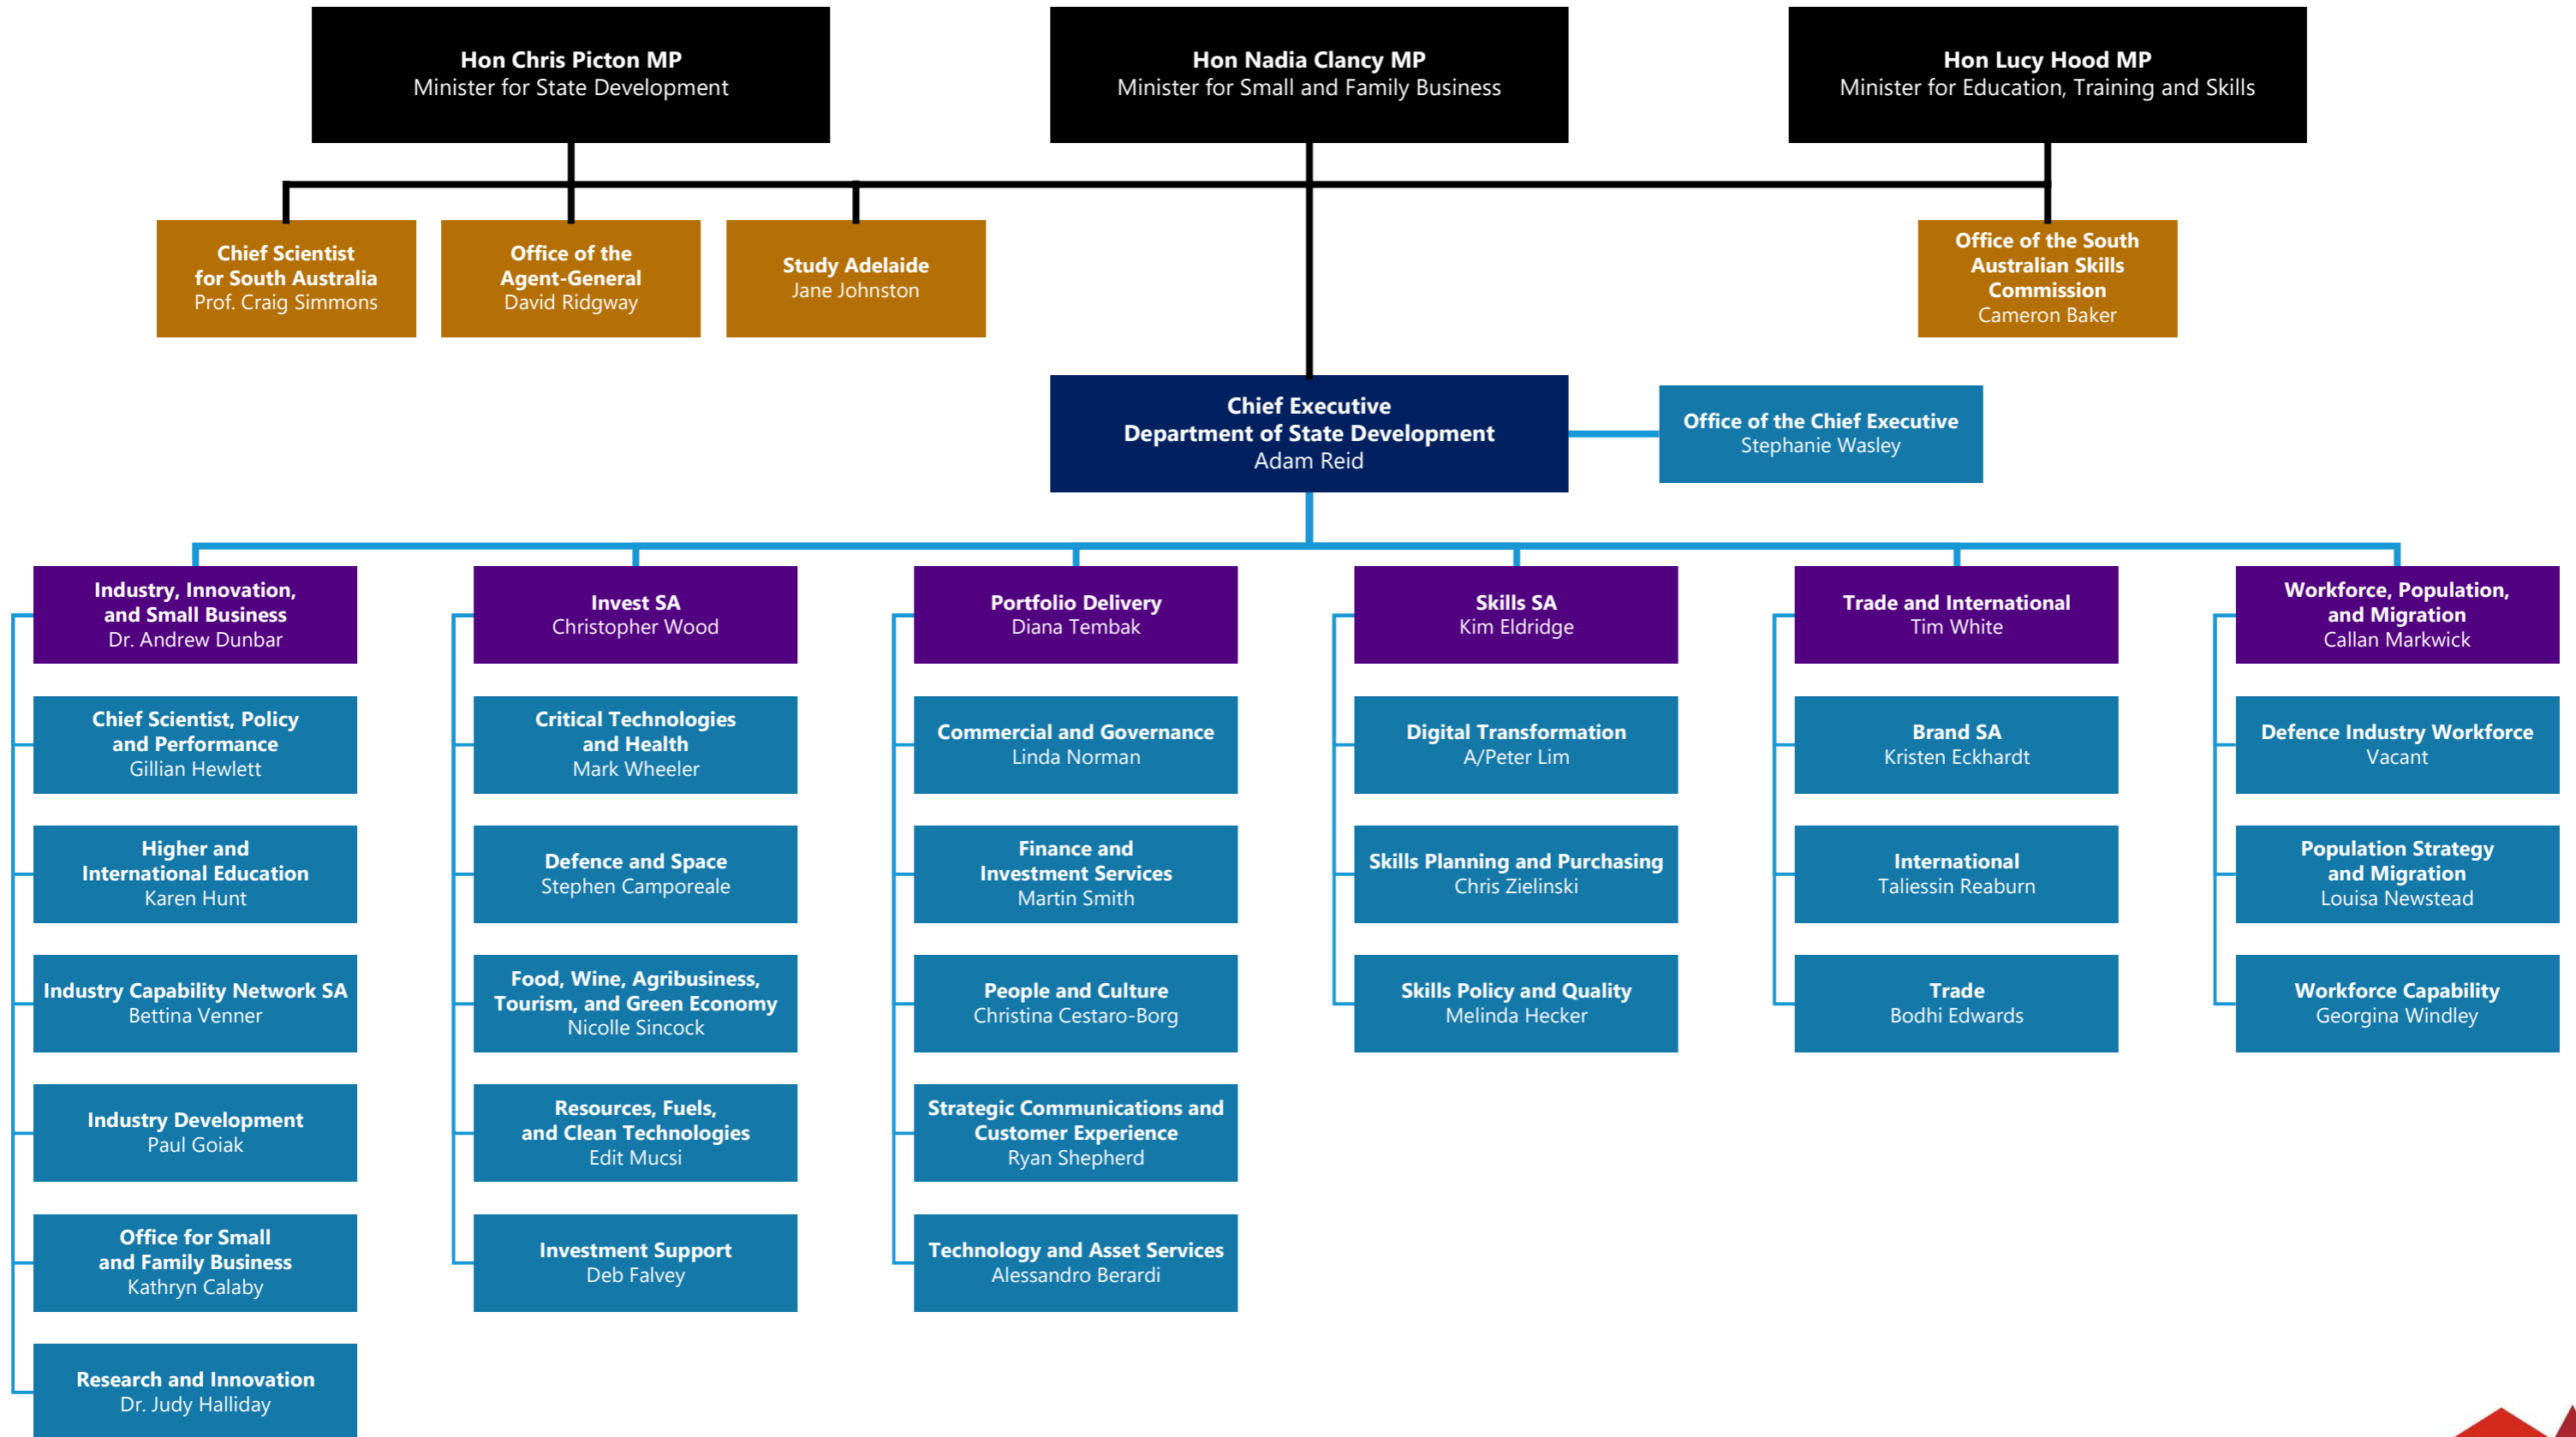 Hon Chris Picton MP
Minister for State Development
Hon Nadia Clancy MP
Minister for Small and Family Business
Hon Lucy Hood MP
Minister for Education, Training and Skills
Chief Scientist
for South Australia
Prof. Craig Simmons
Office of the
Agent-General
David Ridgway
Study Adelaide
Jane Johnston
Office of the South
Australian Skills
Commission
Cameron Baker
Chief Executive
Department of State Development
Adam Reid
Office of the Chief Executive
Stephanie Wasley
Industry, Innovation,
and Small Business
Dr. Andrew Dunbar
Chief Scientist, Policy
and Performance
Gillian Hewlett
Higher and
International Education
Karen Hunt
Industry Capability Network SA
Bettina Venner
Industry Development
Paul Goiak
Office for Small
and Family Business
Kathryn Calaby
Research and Innovation
Dr. Judy Halliday
Invest SA
Christopher Wood
Critical Technologies
and Health
Mark Wheeler
Defence and Space
Stephen Camporeale
Food, Wine, Agribusiness,
Tourism, and Green Economy
Nicolle Sincock
Resources, Fuels,
and Clean Technologies
Edit Mucsi
Investment Support
Deb Falvey
Portfolio Delivery
Diana Tembak
Commercial and Governance
Linda Norman
Finance and
Investment Services
Martin Smith
People and Culture
Christina Cestaro-Borg
Strategic Communications and
Customer Experience
Ryan Shepherd
Technology and Asset Services
Alessandro Berardi
Skills SA
Kim Eldridge
Digital Transformation
A/Peter Lim
Skills Planning and Purchasing
Chris Zielinski
Skills Policy and Quality
Melinda Hecker
Trade and International
Tim White
Brand SA
Kristen Eckhardt
International
Taliessin Reaburn
Trade
Bodhi Edwards
Workforce, Population,
and Migration
Callan Markwick
Defence Industry Workforce
Vacant
Population Strategy
and Migration
Louisa Newstead
Workforce Capability
Georgina Windley